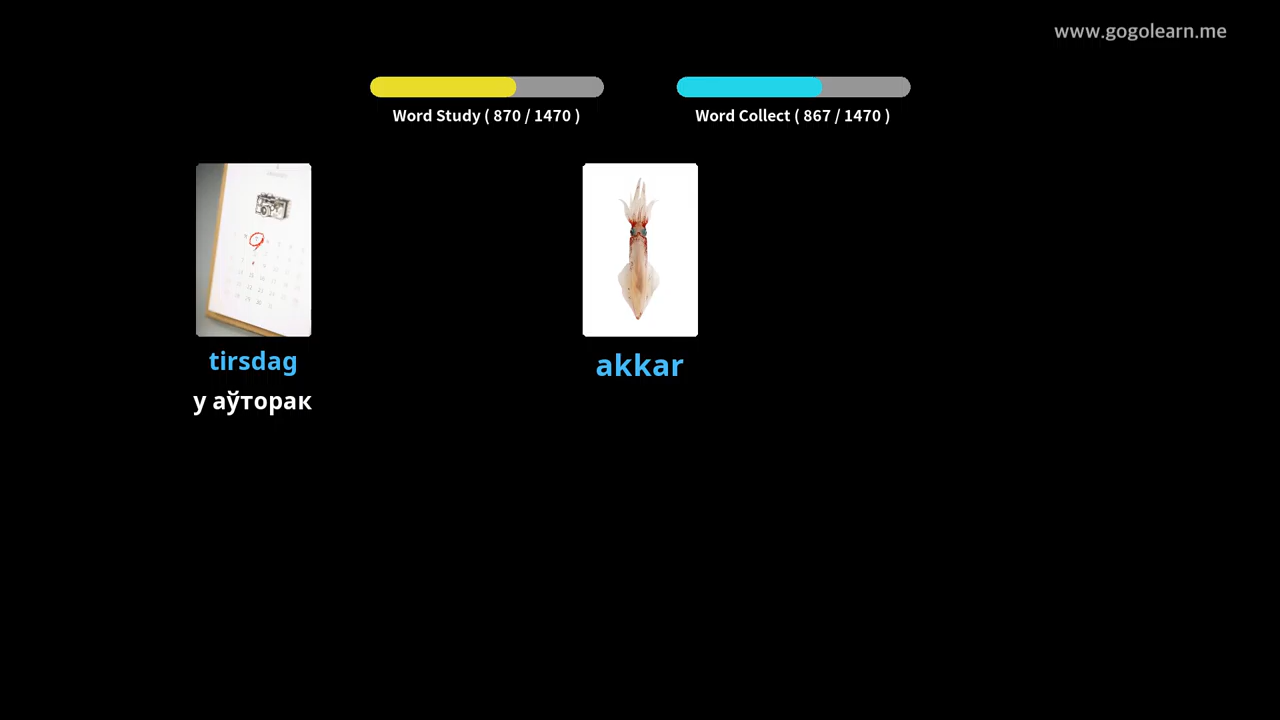 www.gogolearn.me
Word Study ( 870 / 1470 )
Word Collect ( 867 / 1470 )
tirsdag
у аўторак
akkar